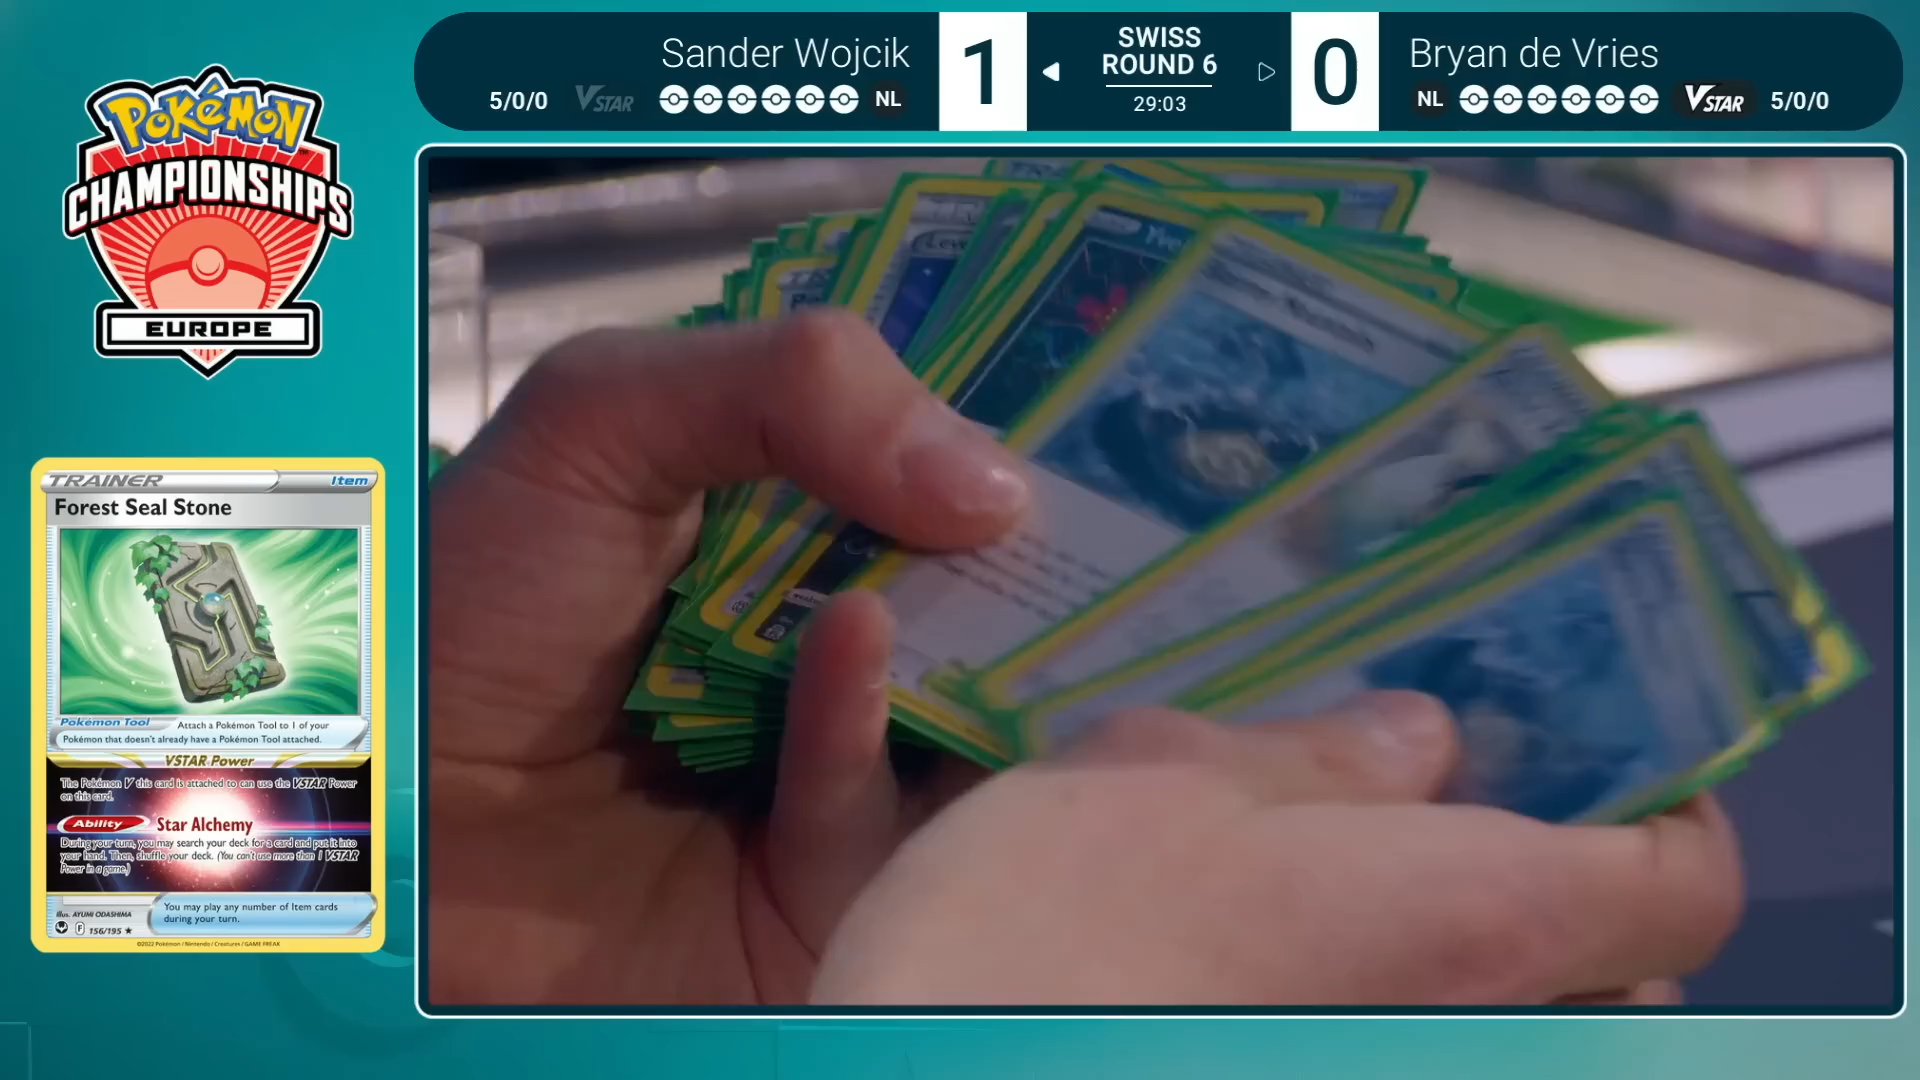 Sander Wojcik
5/0/0
VSTAR
NL
1
SWISS
ROUND 6
29:03
0
Bryan de Vries
NL
VSTAR
5/0/0
POKéMON
CHAMPIONSHIPS
EUROPE
TRAINER
Item
Forest Seal Stone
Pokémon Tool
Attach a Pokémon Tool to 1 of your
Pokémon that doesn't already have a Pokémon Tool attached.
VSTAR Power
The Pokémon V this card is attached to can use the VSTAR Power
on this card.
Ability
Star Alchemy
During your turn, you may search your deck for a card and put it into
your hand. Then, shuffle your deck. (You can't use more than 1 VSTAR
Power in a game.)
You may play any number of Item cards
during your turn.
Illus. AYUMI ODASHIMA
F
156/195 ★
©2022 Pokémon / Nintendo / Creatures / GAME FREAK